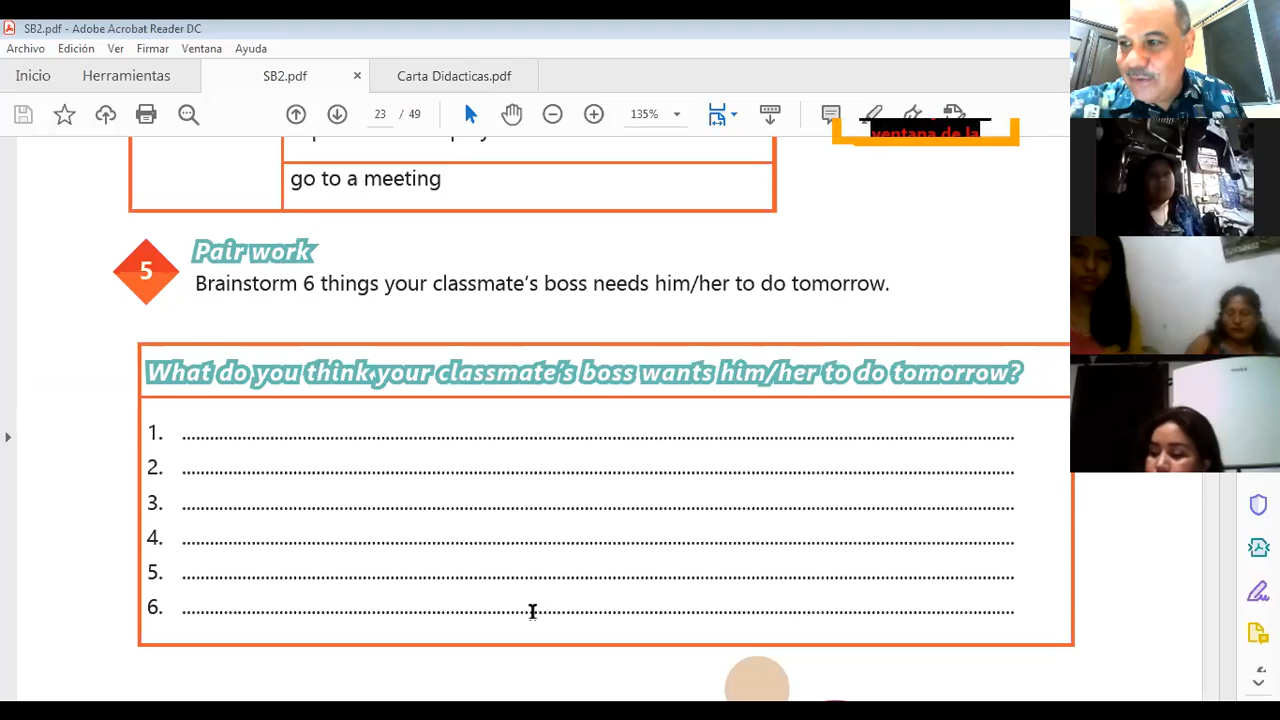 SB2.pdf - Adobe Acrobat Reader DC
Archivo Edición Ver Firmar Ventana Ayuda
Inicio Herramientas SB2.pdf × Carta Didacticas.pdf
23 / 49 135%
ventana de la
go to a meeting
5 Pair work
Brainstorm 6 things your classmate's boss needs him/her to do tomorrow.
What do you think your classmate's boss wants him/her to do tomorrow?
1.
2.
3.
4.
5.
6.